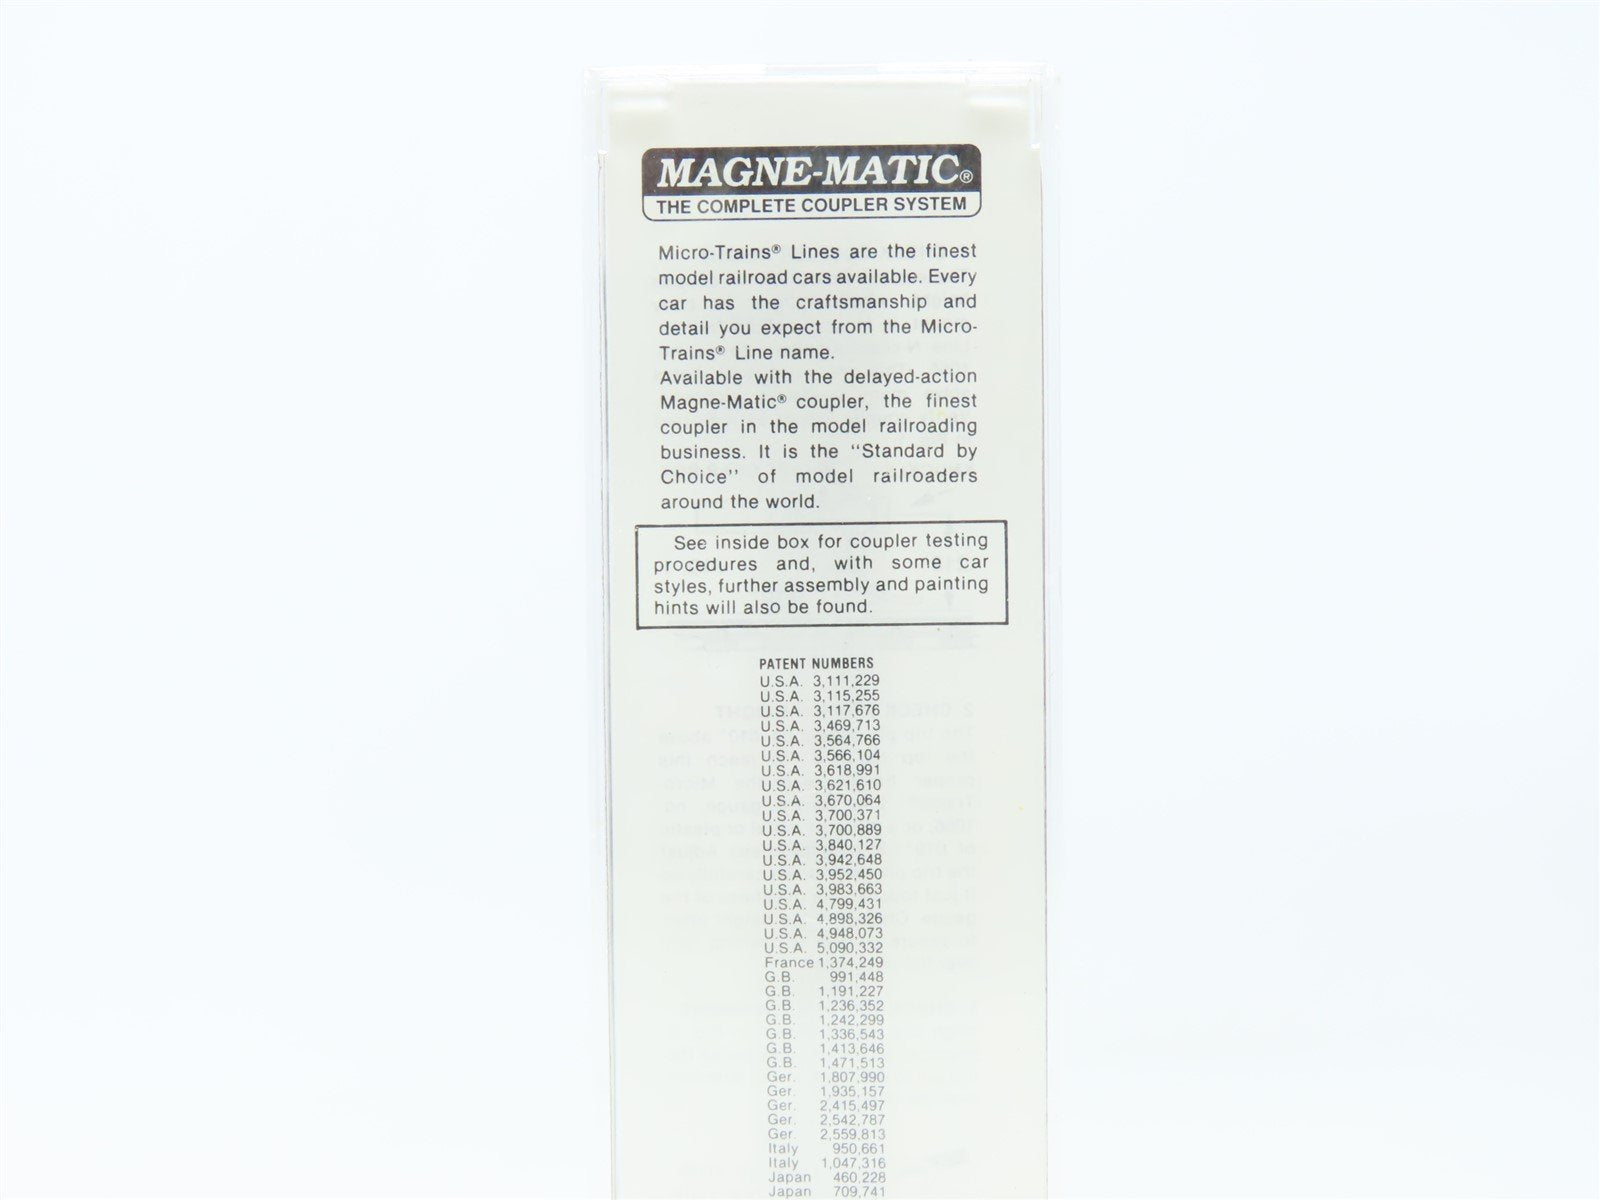 MAGNE-MATIC®
THE COMPLETE COUPLER SYSTEM
Micro-Trains® Lines are the finest
model railroad cars available. Every
car has the craftsmanship and
detail you expect from the Micro-
Trains® Line name.
Available with the delayed-action
Magne-Matic® coupler, the finest
coupler in the model railroading
business. It is the “Standard by
Choice” of model railroaders
around the world.
See inside box for coupler testing
procedures and, with some car
styles, further assembly and painting
hints will also be found.
PATENT NUMBERS
U.S.A. 3,111,229
U.S.A. 3,115,255
U.S.A. 3,117,676
U.S.A. 3,469,713
U.S.A. 3,564,766
U.S.A. 3,566,104
U.S.A. 3,618,991
U.S.A. 3,621,610
U.S.A. 3,670,064
U.S.A. 3,700,371
U.S.A. 3,700,889
U.S.A. 3,840,127
U.S.A. 3,942,648
U.S.A. 3,952,450
U.S.A. 3,983,663
U.S.A. 4,799,431
U.S.A. 4,898,326
U.S.A. 4,948,073
U.S.A. 5,090,332
France 1,374,249
G.B. 991,448
G.B. 1,191,227
G.B. 1,236,352
G.B. 1,242,299
G.B. 1,336,543
G.B. 1,413,646
G.B. 1,471,513
Ger. 1,807,990
Ger. 1,935,157
Ger. 2,415,497
Ger. 2,542,787
Ger. 2,559,813
Italy 950,661
Italy 1,047,316
Japan 460,228
Japan 709,741